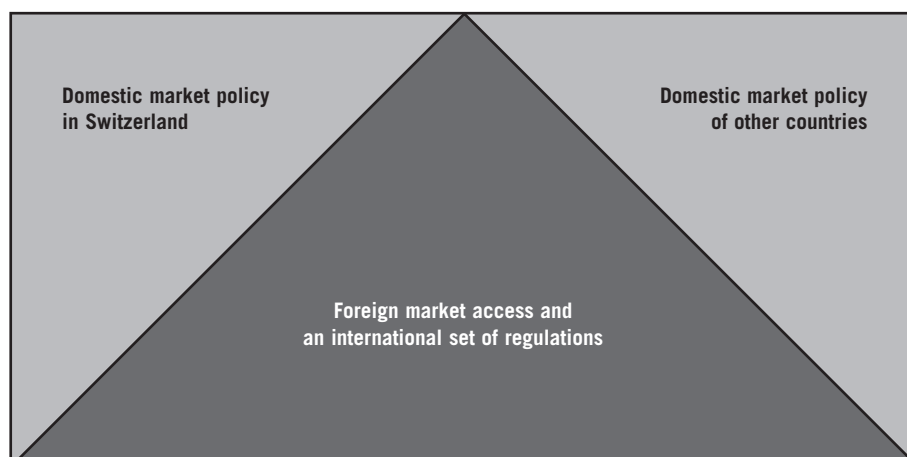 Domestic market policy
in Switzerland
Domestic market policy
of other countries
Foreign market access and
an international set of regulations